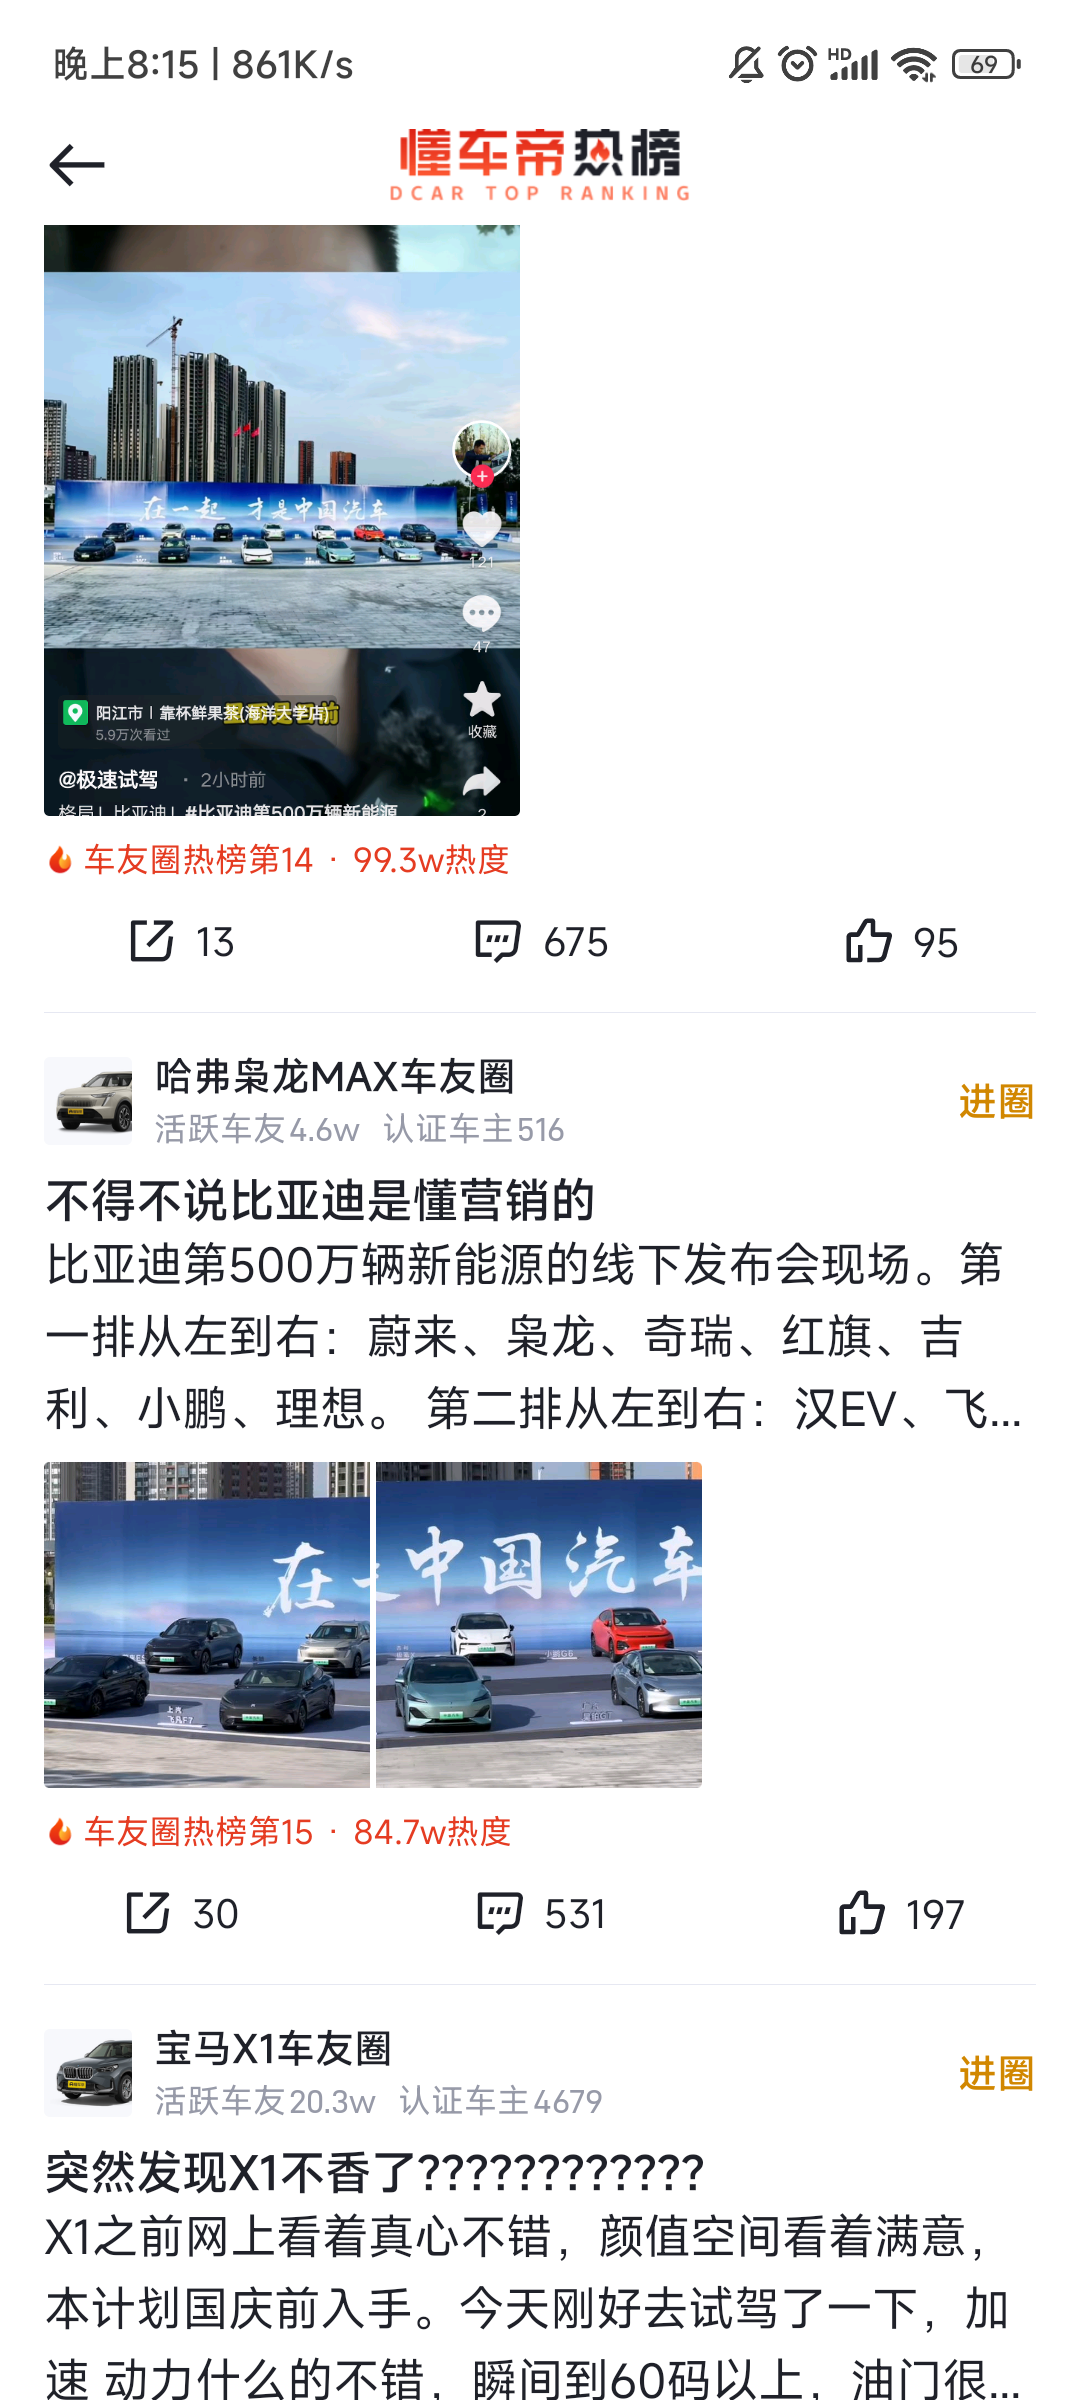 晚上8:15 | 861K/s
HD
69
懂车帝热榜
DCAR TOP RANKING
在一起 才是中国汽车
121
47
阳江市 | 靠杯鲜果茶(海洋大学店)
5.9万次看过
收藏
@极速试驾 · 2小时前
格局！比亚迪！#比亚迪第500万辆新能源
2
车友圈热榜第14 · 99.3w热度
13
675
95
哈弗枭龙MAX车友圈
进圈
活跃车友4.6w 认证车主516
不得不说比亚迪是懂营销的
比亚迪第500万辆新能源的线下发布会现场。第
一排从左到右：蔚来、枭龙、奇瑞、红旗、吉
利、小鹏、理想。 第二排从左到右：汉EV、飞...
在
中国汽车
小鹏G6
上汽
飞凡F7
车友圈热榜第15 · 84.7w热度
30
531
197
宝马X1车友圈
进圈
活跃车友20.3w 认证车主4679
突然发现X1不香了????????????
X1之前网上看着真心不错，颜值空间看着满意，
本计划国庆前入手。今天刚好去试驾了一下，加
速 动力什么的不错，瞬间到60码以上，油门很...